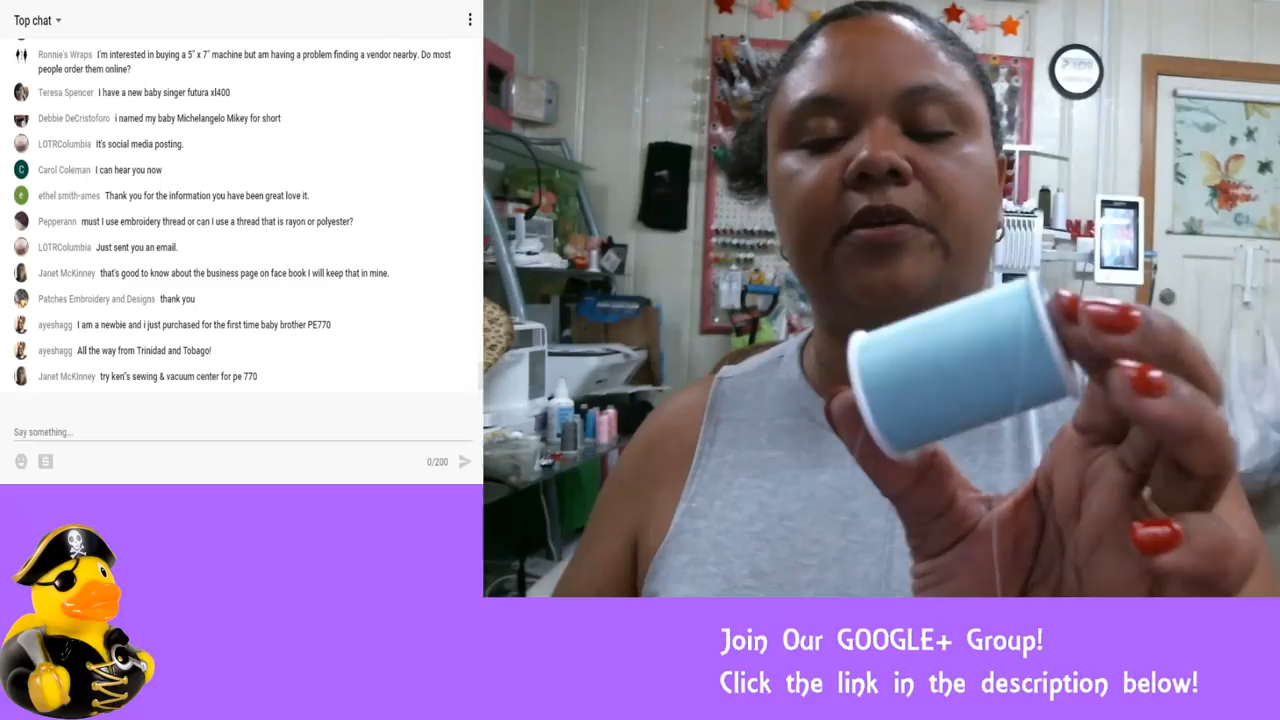 Top chat
Ronnie's Wraps I'm interested in buying a 5" x 7" machine but am having a problem finding a vendor nearby. Do most
people order them online?
Teresa Spencer I have a new baby singer futura xl400
Debbie DeCristoforo i named my baby Michelangelo Mikey for short
LOTRColumbia It's social media posting.
C Carol Coleman I can hear you now
e ethel smith-ames Thank you for the information you have been great love it.
Pepperann must I use embroidery thread or can I use a thread that is rayon or polyester?
LOTRColumbia Just sent you an email.
Janet McKinney that's good to know about the business page on face book I will keep that in mine.
Patches Embroidery and Designs thank you
ayeshagg I am a newbie and i just purchased for the first time baby brother PE770
ayeshagg All the way from Trinidad and Tobago!
Janet McKinney try ken's sewing & vacuum center for pe 770
Say something...
0/200
Join Our GOOGLE+ Group!
Click the link in the description below!